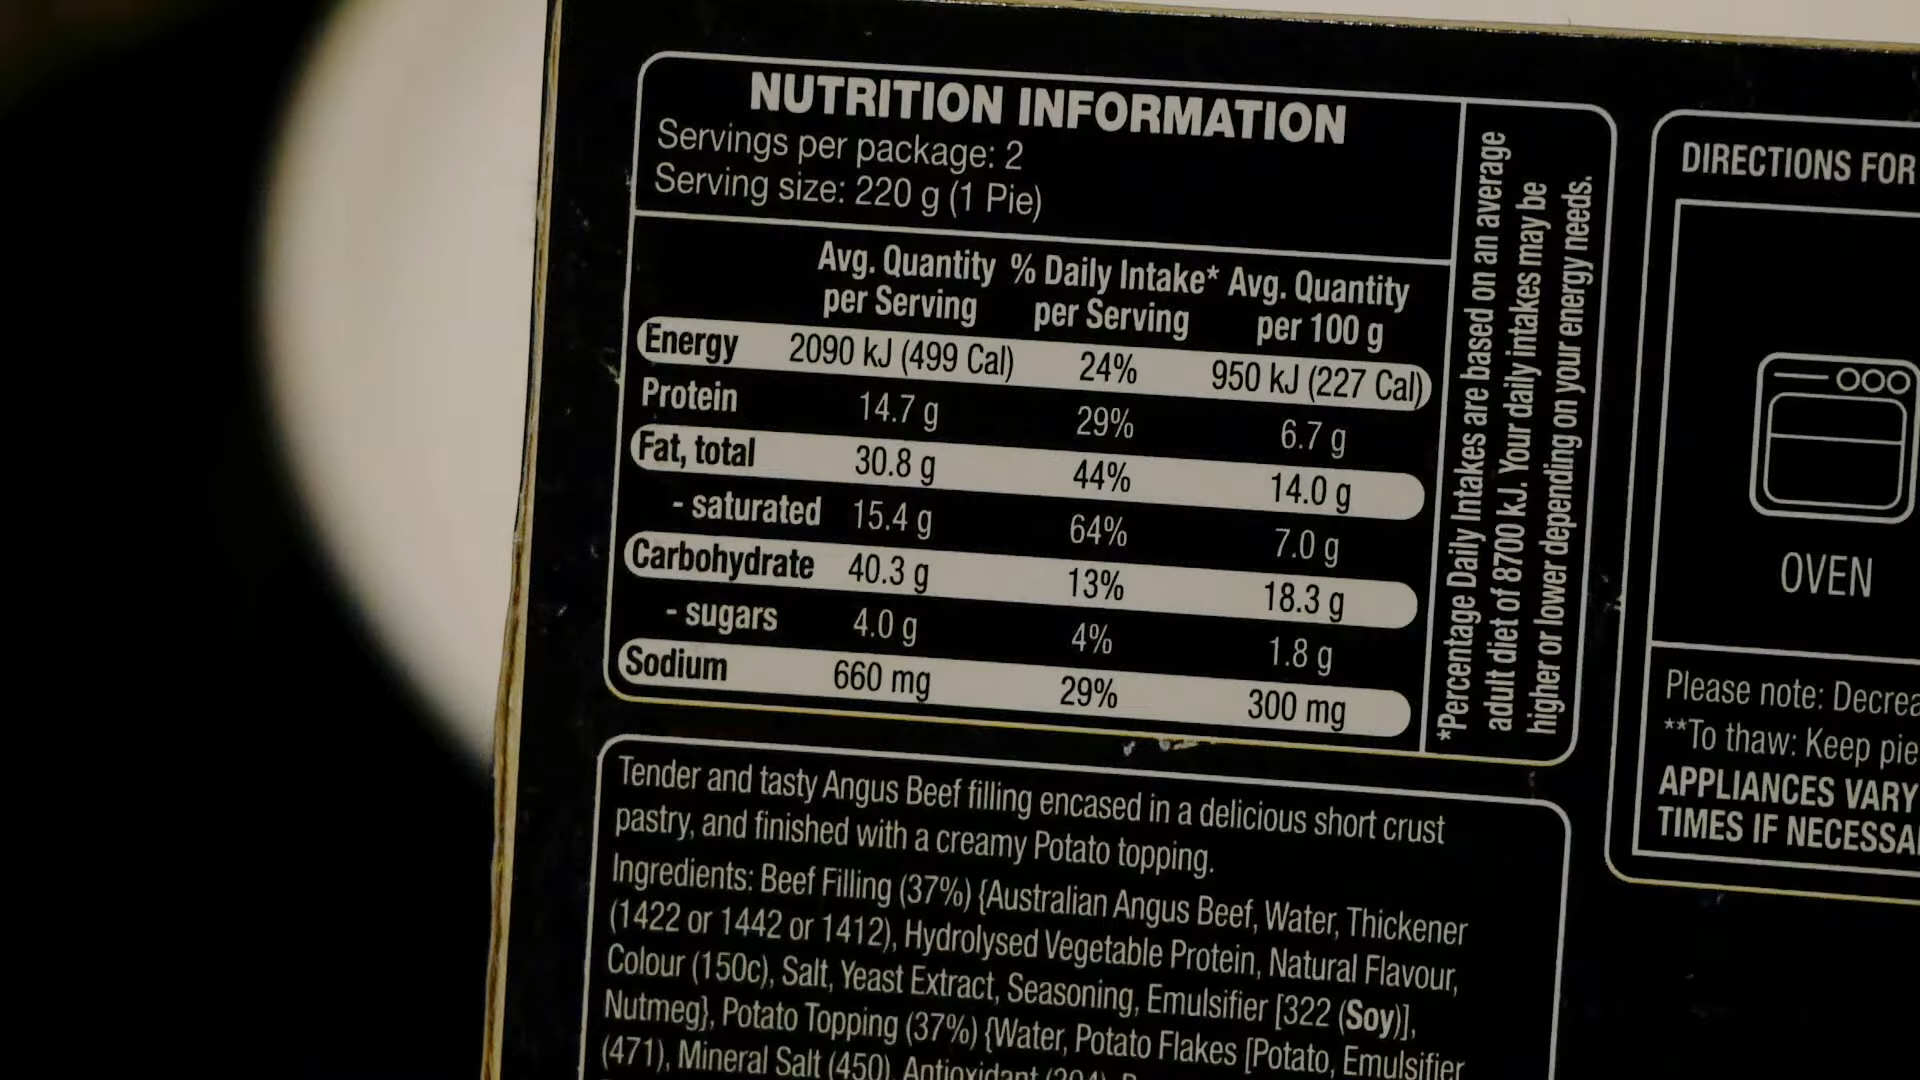 NUTRITION INFORMATION
Servings per package: 2
Serving size: 220 g (1 Pie)
Avg. Quantity % Daily Intake* Avg. Quantity
per Serving per Serving per 100 g
Energy 2090 kJ (499 Cal) 24% 950 kJ (227 Cal)
Protein 14.7 g 29% 6.7 g
Fat, total 30.8 g 44% 14.0 g
- saturated 15.4 g 64% 7.0 g
Carbohydrate 40.3 g 13% 18.3 g
- sugars 4.0 g 4% 1.8 g
Sodium 660 mg 29% 300 mg
*Percentage Daily Intakes are based on an average
adult diet of 8700 kJ. Your daily intakes may be
higher or lower depending on your energy needs.
Tender and tasty Angus Beef filling encased in a delicious short crust
pastry, and finished with a creamy Potato topping.
Ingredients: Beef Filling (37%) {Australian Angus Beef, Water, Thickener
(1422 or 1442 or 1412), Hydrolysed Vegetable Protein, Natural Flavour,
Colour (150c), Salt, Yeast Extract, Seasoning, Emulsifier [322 (Soy)],
Nutmeg}, Potato Topping (37%) {Water, Potato Flakes [Potato, Emulsifier
(471), Mineral Salt (450), Antioxidant
DIRECTIONS FOR
OVEN
Please note:
**To thaw: Keep pie
APPLIANCES VARY
TIMES IF